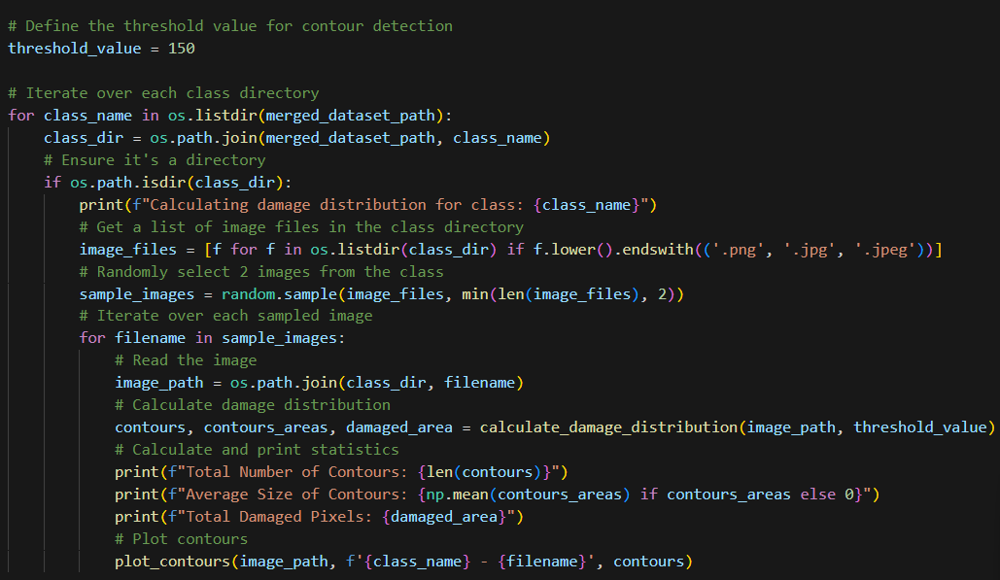 # Define the threshold value for contour detection
threshold_value = 150

# Iterate over each class directory
for class_name in os.listdir(merged_dataset_path):
    class_dir = os.path.join(merged_dataset_path, class_name)
    # Ensure it's a directory
    if os.path.isdir(class_dir):
        print(f"Calculating damage distribution for class: {class_name}")
        # Get a list of image files in the class directory
        image_files = [f for f in os.listdir(class_dir) if f.lower().endswith(('.png', '.jpg', '.jpeg'))]
        # Randomly select 2 images from the class
        sample_images = random.sample(image_files, min(len(image_files), 2))
        # Iterate over each sampled image
        for filename in sample_images:
            # Read the image
            image_path = os.path.join(class_dir, filename)
            # Calculate damage distribution
            contours, contours_areas, damaged_area = calculate_damage_distribution(image_path, threshold_value)
            # Calculate and print statistics
            print(f"Total Number of Contours: {len(contours)}")
            print(f"Average Size of Contours: {np.mean(contours_areas) if contours_areas else 0}")
            print(f"Total Damaged Pixels: {damaged_area}")
            # Plot contours
            plot_contours(image_path, f'{class_name} - {filename}', contours)